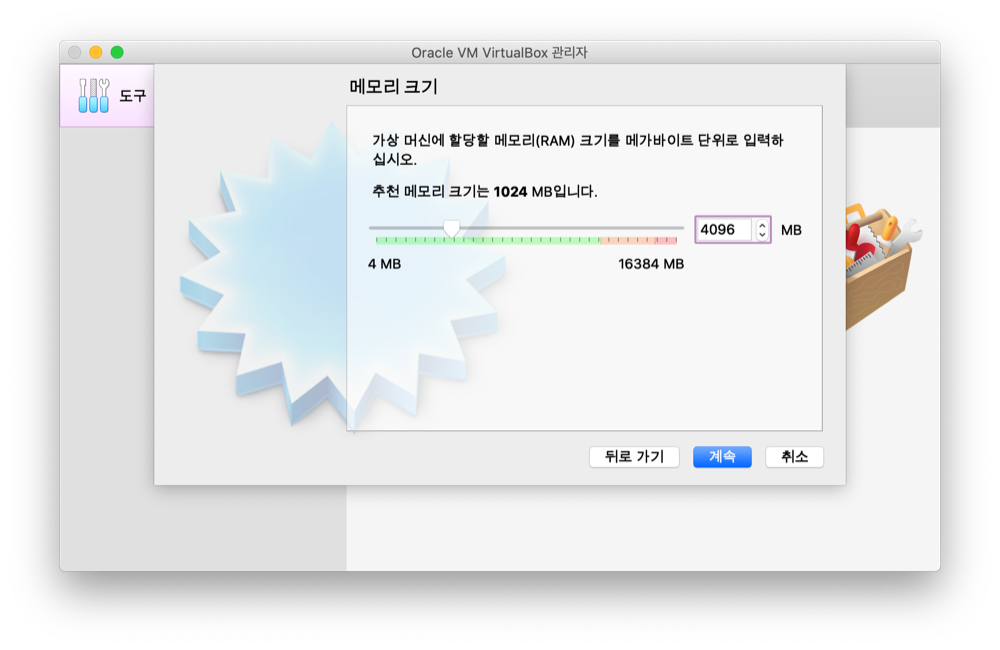 Oracle VM VirtualBox 관리자
도구
메모리 크기
가상 머신에 할당할 메모리(RAM) 크기를 메가바이트 단위로 입력하
십시오.
추천 메모리 크기는 1024 MB입니다.
4096 MB
4 MB 16384 MB
뒤로 가기 계속 취소